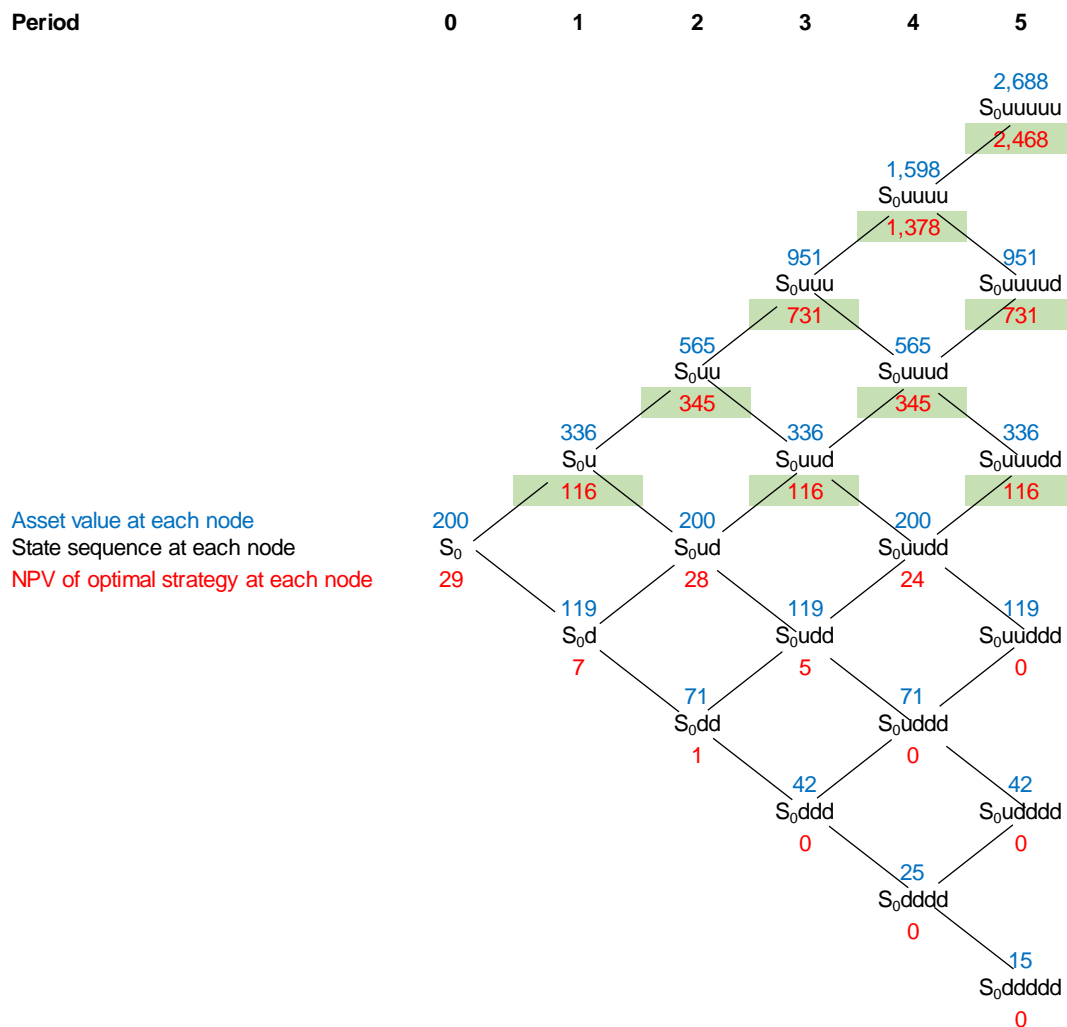 Period 0 1 2 3 4 5
2,688
S₀uuuuu
2,468
1,598
S₀uuuu
1,378
951 951
S₀uuu S₀uuuud
731 731
565 565
S₀uu S₀uuud
345 345
336 336 336
S₀u S₀uud S₀uuudd
116 116 116
Asset value at each node 200 200 200
State sequence at each node S₀ S₀ud S₀uudd
NPV of optimal strategy at each node 29 28 24
119 119 119
S₀d S₀udd S₀uuddd
7 5 0
71 71
S₀dd S₀uddd
1 0
42 42
S₀ddd S₀udddd
0 0
25
S₀dddd
0
15
S₀ddddd
0